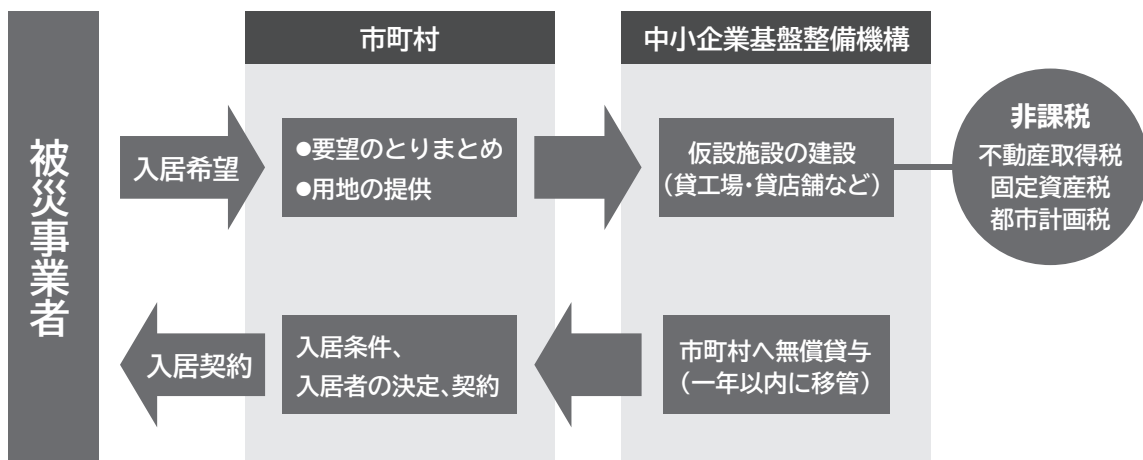 被災事業者
市町村
中小企業基盤整備機構
入居希望
●要望のとりまとめ
●用地の提供
仮設施設の建設
（貸工場・貸店舗など）
非課税
不動産取得税
固定資産税
都市計画税
入居契約
入居条件、
入居者の決定、契約
市町村へ無償貸与
（一年以内に移管）